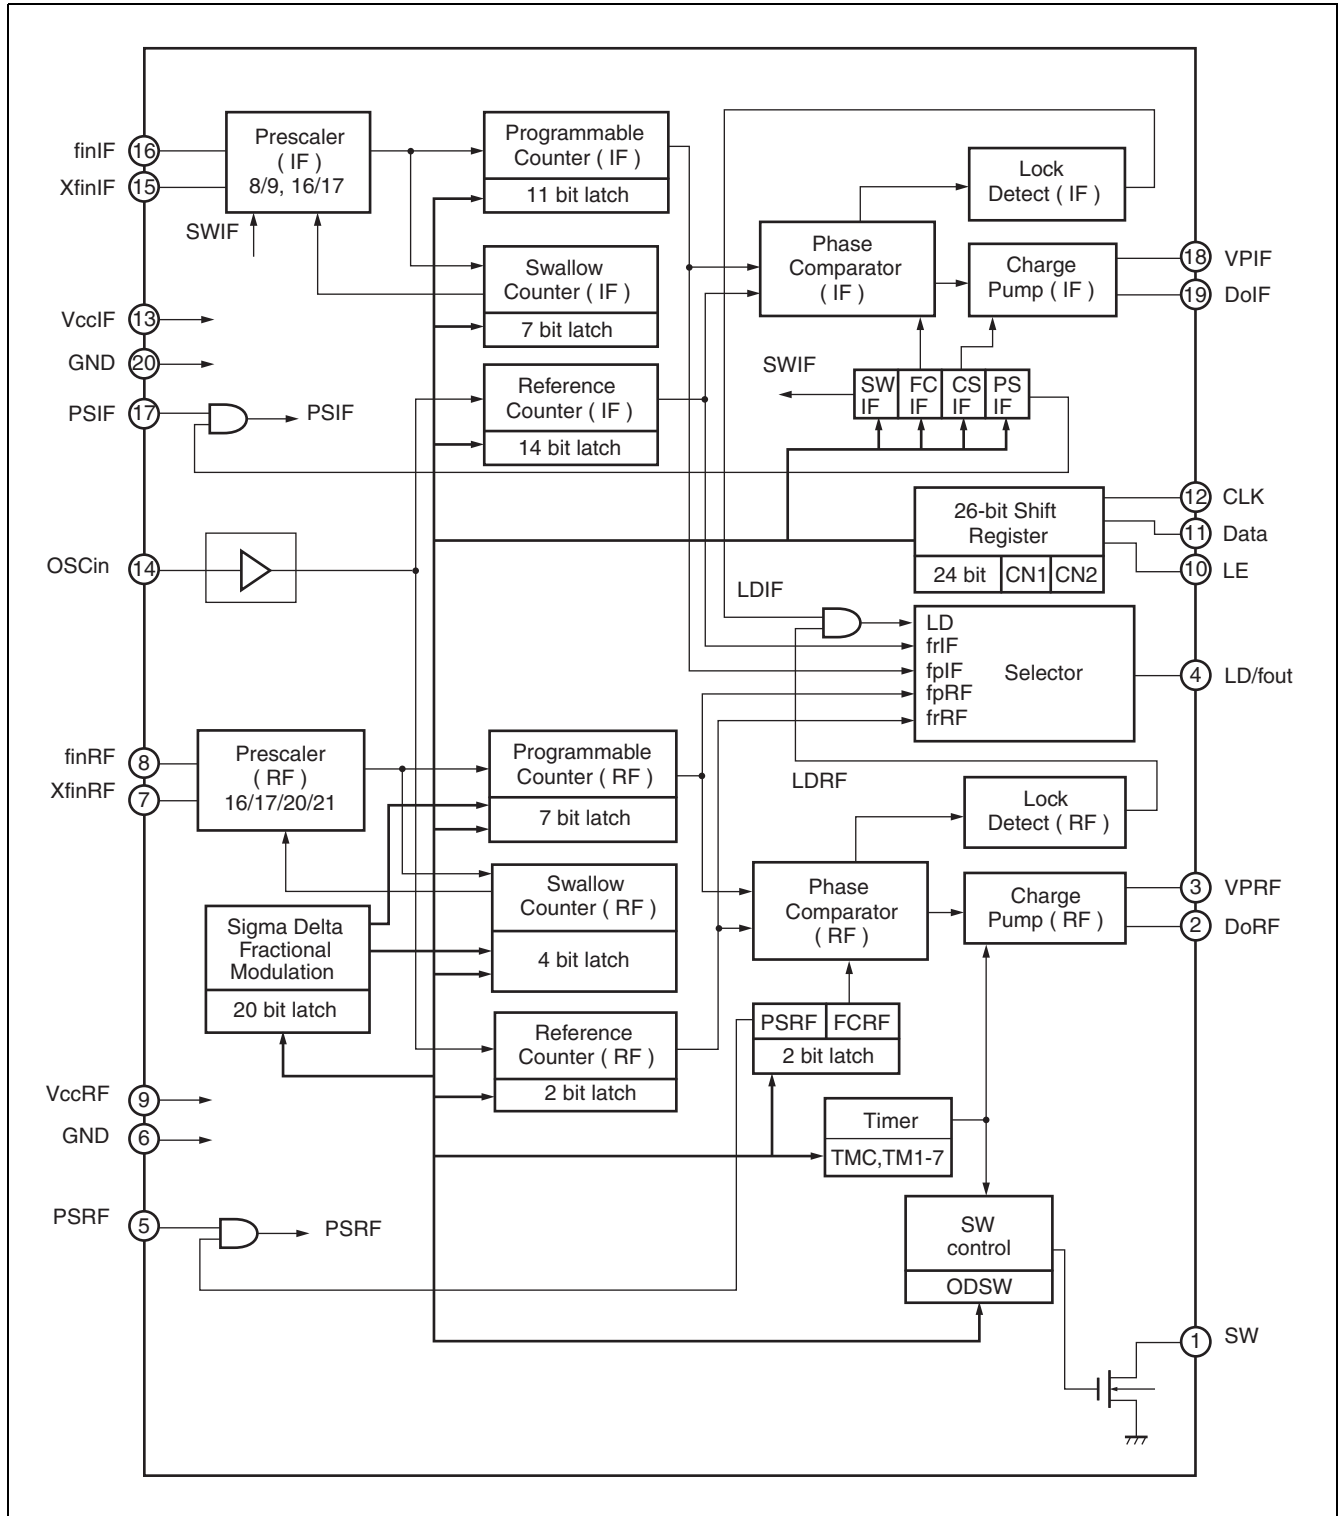 finIF
16
XfinIF
15
Prescaler
( IF )
8/9, 16/17
SWIF
Programmable
Counter ( IF )
11 bit latch
Swallow
Counter ( IF )
7 bit latch
Reference
Counter ( IF )
14 bit latch
Lock
Detect ( IF )
Phase
Comparator
( IF )
Charge
Pump ( IF )
18
VPIF
19
DoIF
VccIF
13
GND
20
PSIF
17
PSIF
SWIF
SW
IF
FC
IF
CS
IF
PS
IF
26-bit Shift
Register
24 bit
CN1
CN2
12
CLK
11
Data
10
LE
OSCin
14
LDIF
LD
frIF
fpIF
fpRF
frRF
Selector
4
LD/fout
LDRF
finRF
8
XfinRF
7
Prescaler
( RF )
16/17/20/21
Programmable
Counter ( RF )
7 bit latch
Lock
Detect ( RF )
Swallow
Counter ( RF )
4 bit latch
Phase
Comparator
( RF )
Charge
Pump ( RF )
3
VPRF
2
DoRF
Sigma Delta
Fractional
Modulation
20 bit latch
Reference
Counter ( RF )
2 bit latch
PSRF
FCRF
2 bit latch
VccRF
9
GND
6
Timer
TMC,TM1-7
PSRF
5
PSRF
SW
control
ODSW
1
SW